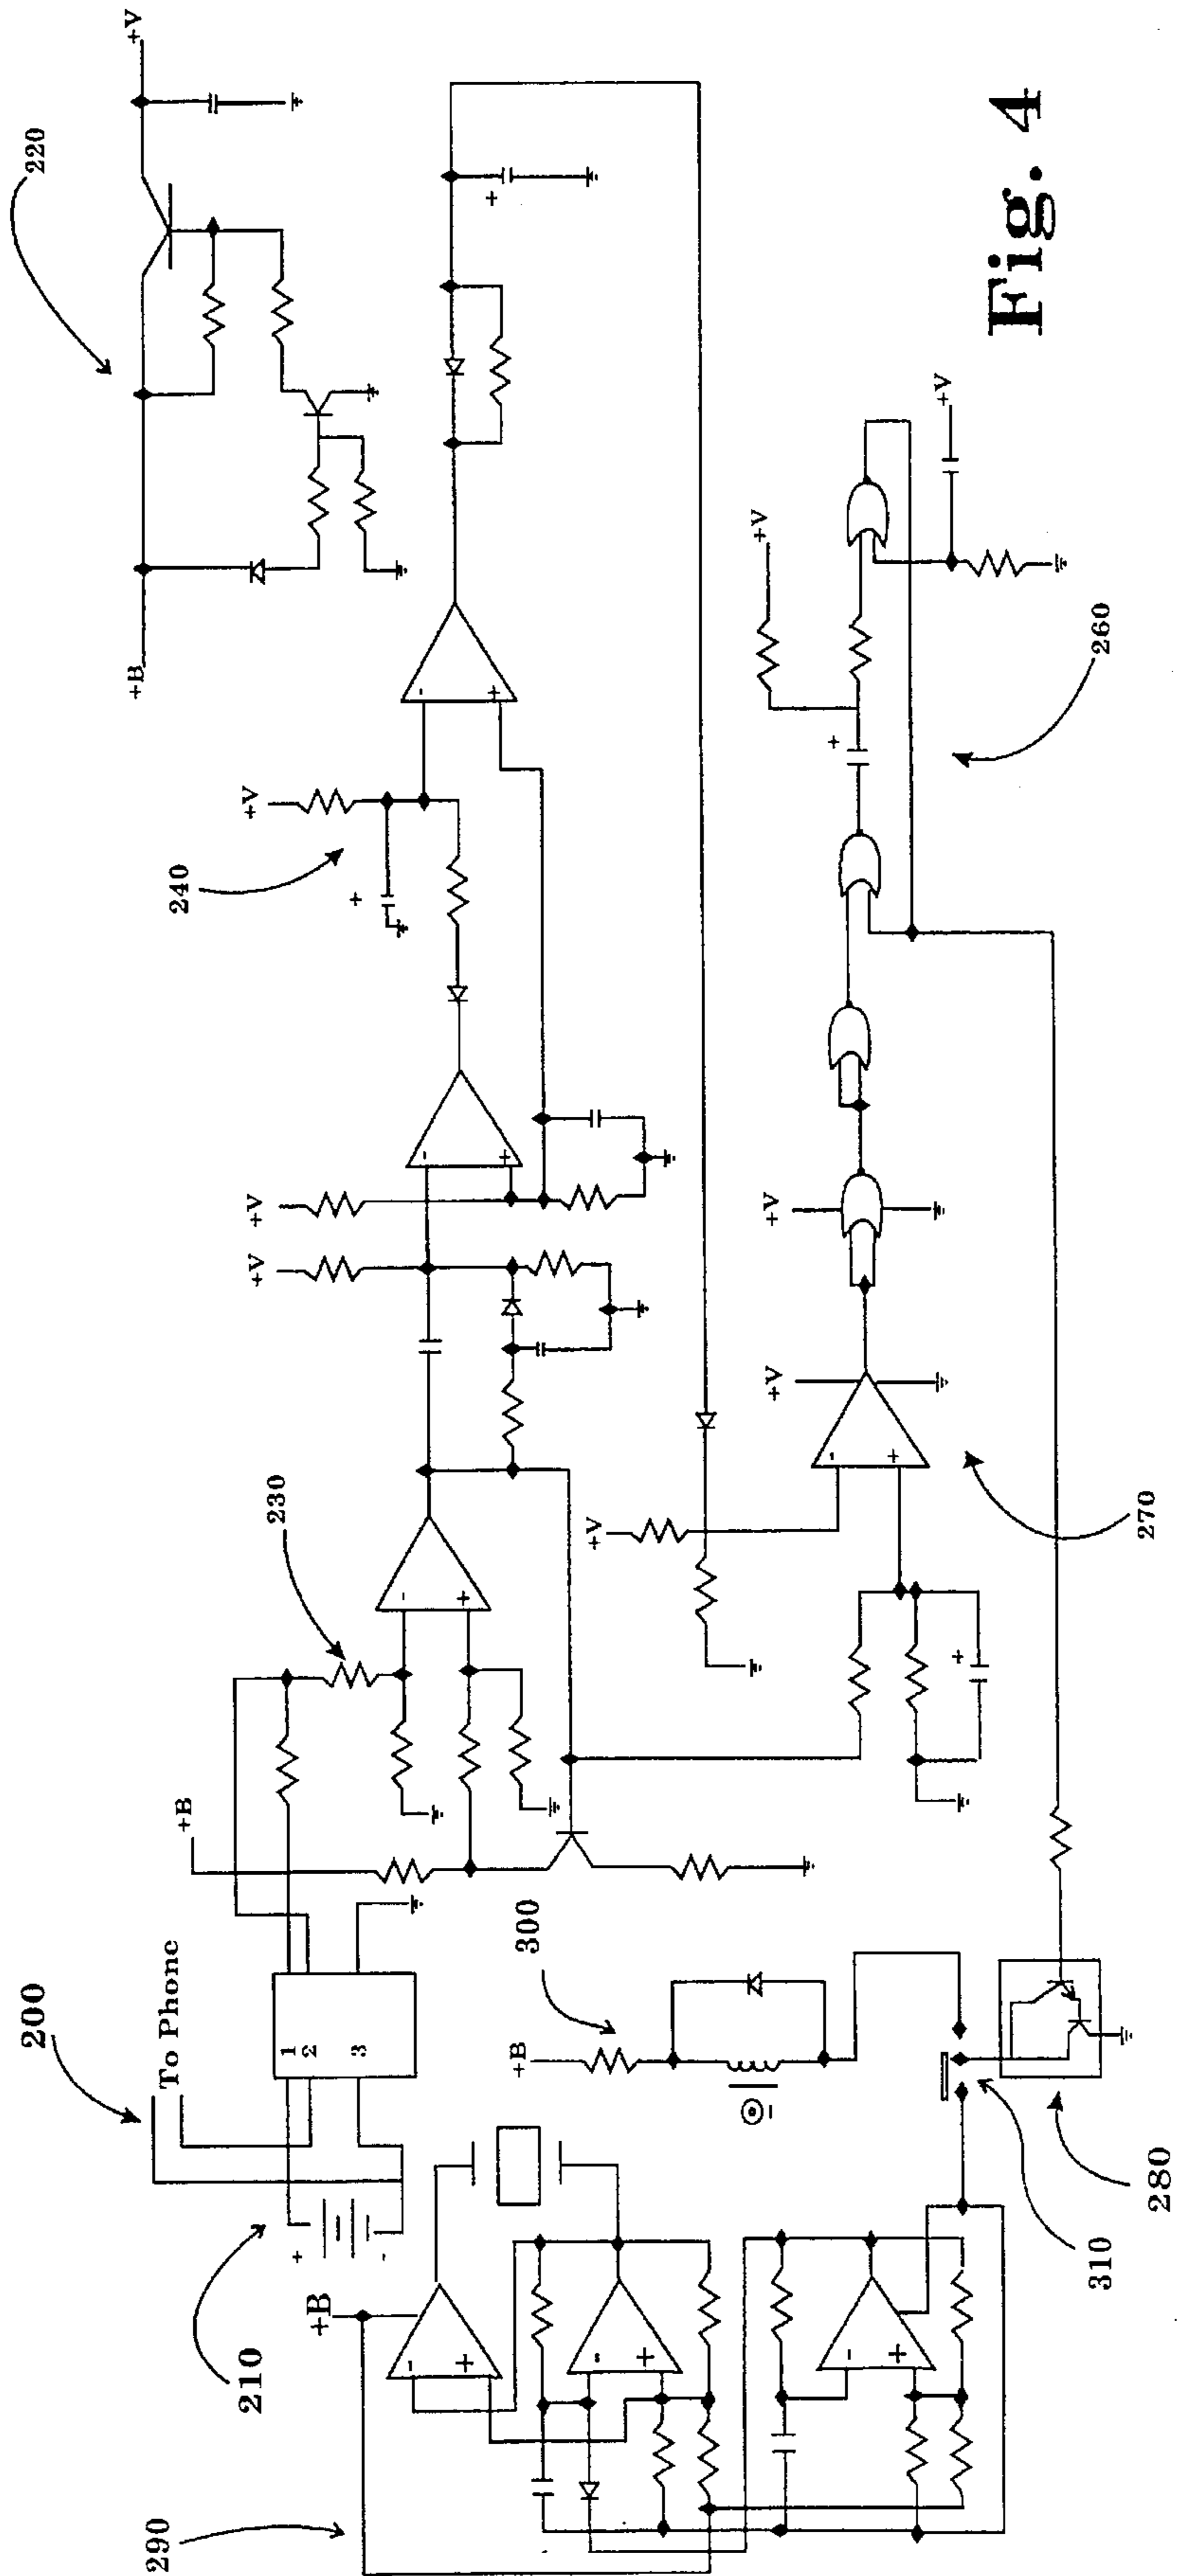 200
220
+B
+V
To Phone
240
290
210
+B
230
+V
+V
+V
+B
+
-
1
2
3
+
-
+
-
+
-
+
-
+
+
300
+B
-
+
+V
+V
+V
+V
+
-
+
-
+
+V
+
310
280
270
260
Fig. 4